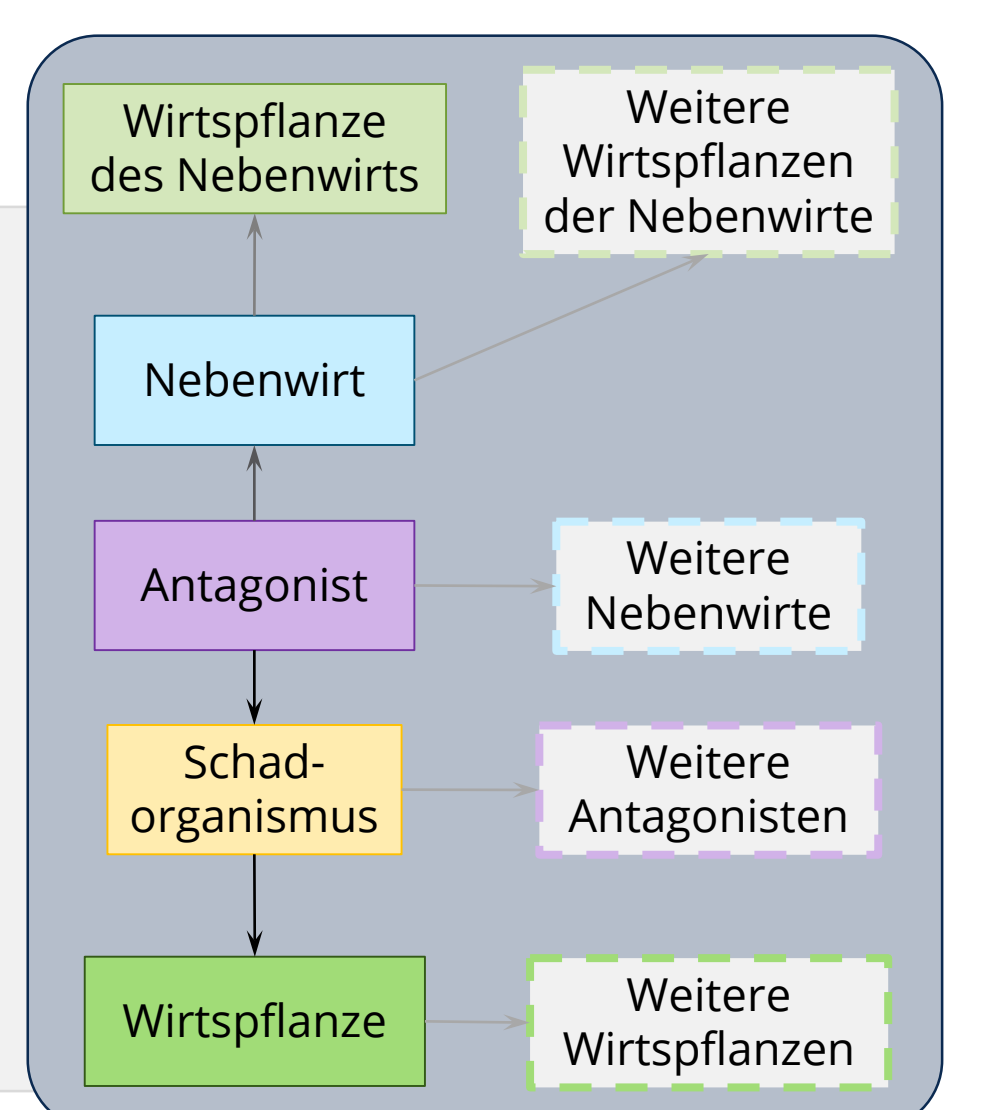 Wirtspflanze
des Nebenwirts
Weitere
Wirtspflanzen
der Nebenwirte
Nebenwirt
Antagonist
Weitere
Nebenwirte
Schad-
organismus
Weitere
Antagonisten
Wirtspflanze
Weitere
Wirtspflanzen